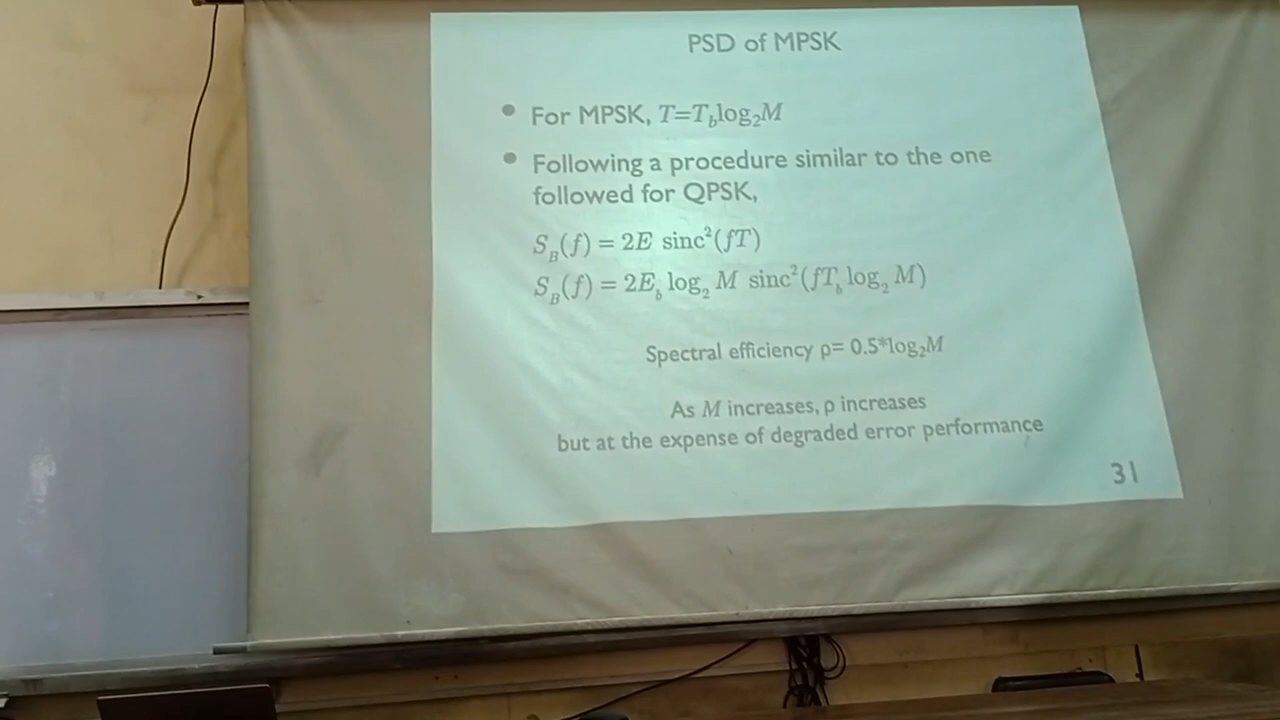 PSD of MPSK
• For MPSK, T=T_b log₂M
• Following a procedure similar to the one
followed for QPSK,
S_B(f) = 2E sinc²(fT)
S_B(f) = 2E_b log₂ M sinc²(fT_b log₂ M)
Spectral efficiency ρ= 0.5*log₂M
As M increases, ρ increases
but at the expense of degraded error performance
31